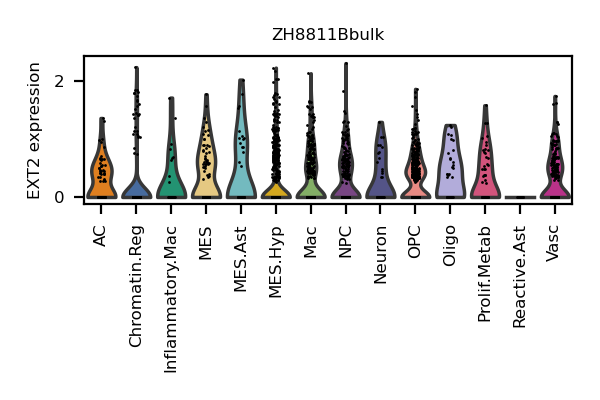 ZH8811Bbulk
EXT2 expression
2
0
AC
Chromatin.Reg
Inflammatory.Mac
MES
MES.Ast
MES.Hyp
Mac
NPC
Neuron
OPC
Oligo
Prolif.Metab
Reactive.Ast
Vasc